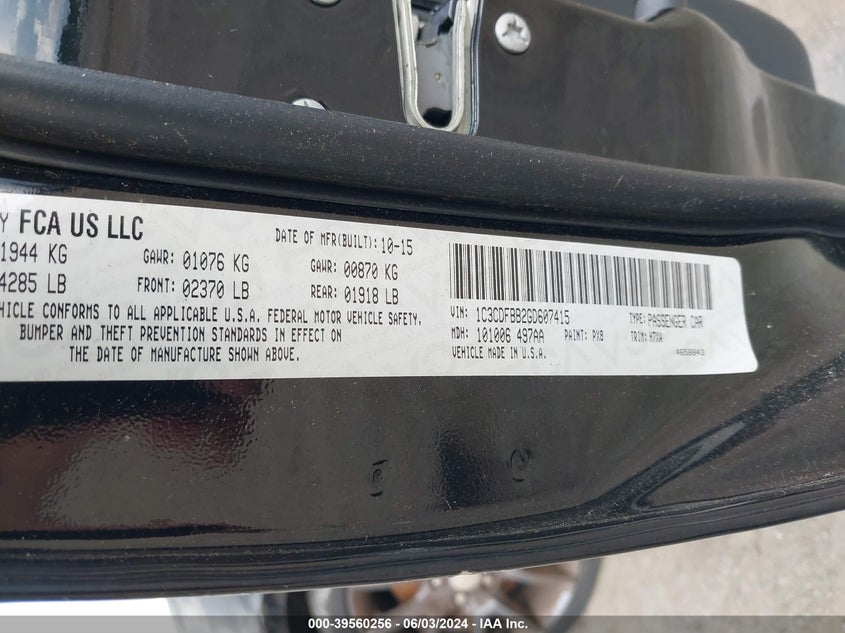 Y FCA US LLC
DATE OF MFR(BUILT): 10-15
1944 KG GAWR: 01076 KG GAWR: 00870 KG
4285 LB FRONT: 02370 LB REAR: 01918 LB
EHICLE CONFORMS TO ALL APPLICABLE U.S.A. FEDERAL MOTOR VEHICLE SAFETY,
BUMPER AND THEFT PREVENTION STANDARDS IN EFFECT ON
THE DATE OF MANUFACTURE SHOWN ABOVE.
VIN: 1C3CDFBB2GD607415 TYPE: PASSENGER CAR
MDH: 101006 497AA PAINT: PX8 TRIM: H7XA
VEHICLE MADE IN U.S.A. 4658843
000-39560256 - 06/03/2024 - IAA Inc.